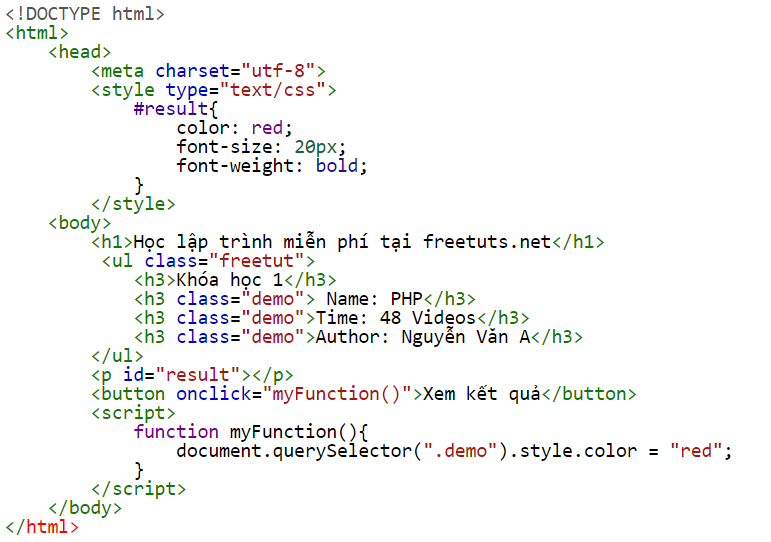 <!DOCTYPE html>
<html>
    <head>
        <meta charset="utf-8">
        <style type="text/css">
            #result{
                color: red;
                font-size: 20px;
                font-weight: bold;
            }
        </style>
    <body>
        <h1>Học lập trình miễn phí tại freetuts.net</h1>
         <ul class="freetut">
            <h3>Khóa học 1</h3>
            <h3 class="demo"> Name: PHP</h3>
            <h3 class="demo">Time: 48 Videos</h3>
            <h3 class="demo">Author: Nguyễn Văn A</h3>
        </ul>
        <p id="result"></p>
        <button onclick="myFunction()">Xem kết quả</button>
        <script>
            function myFunction(){
                document.querySelector(".demo").style.color = "red";
            }
        </script>
    </body>
</html>